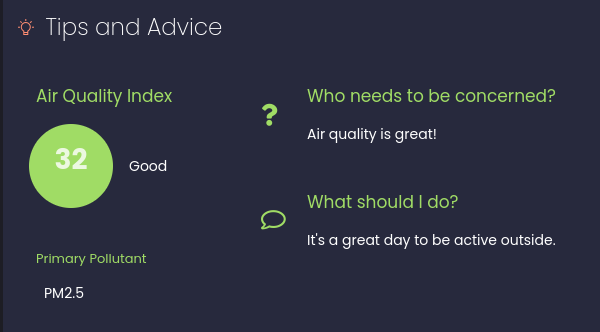 Tips and Advice
Air Quality Index
32
Good
Primary Pollutant
PM2.5
?
Who needs to be concerned?
Air quality is great!
What should I do?
It's a great day to be active outside.